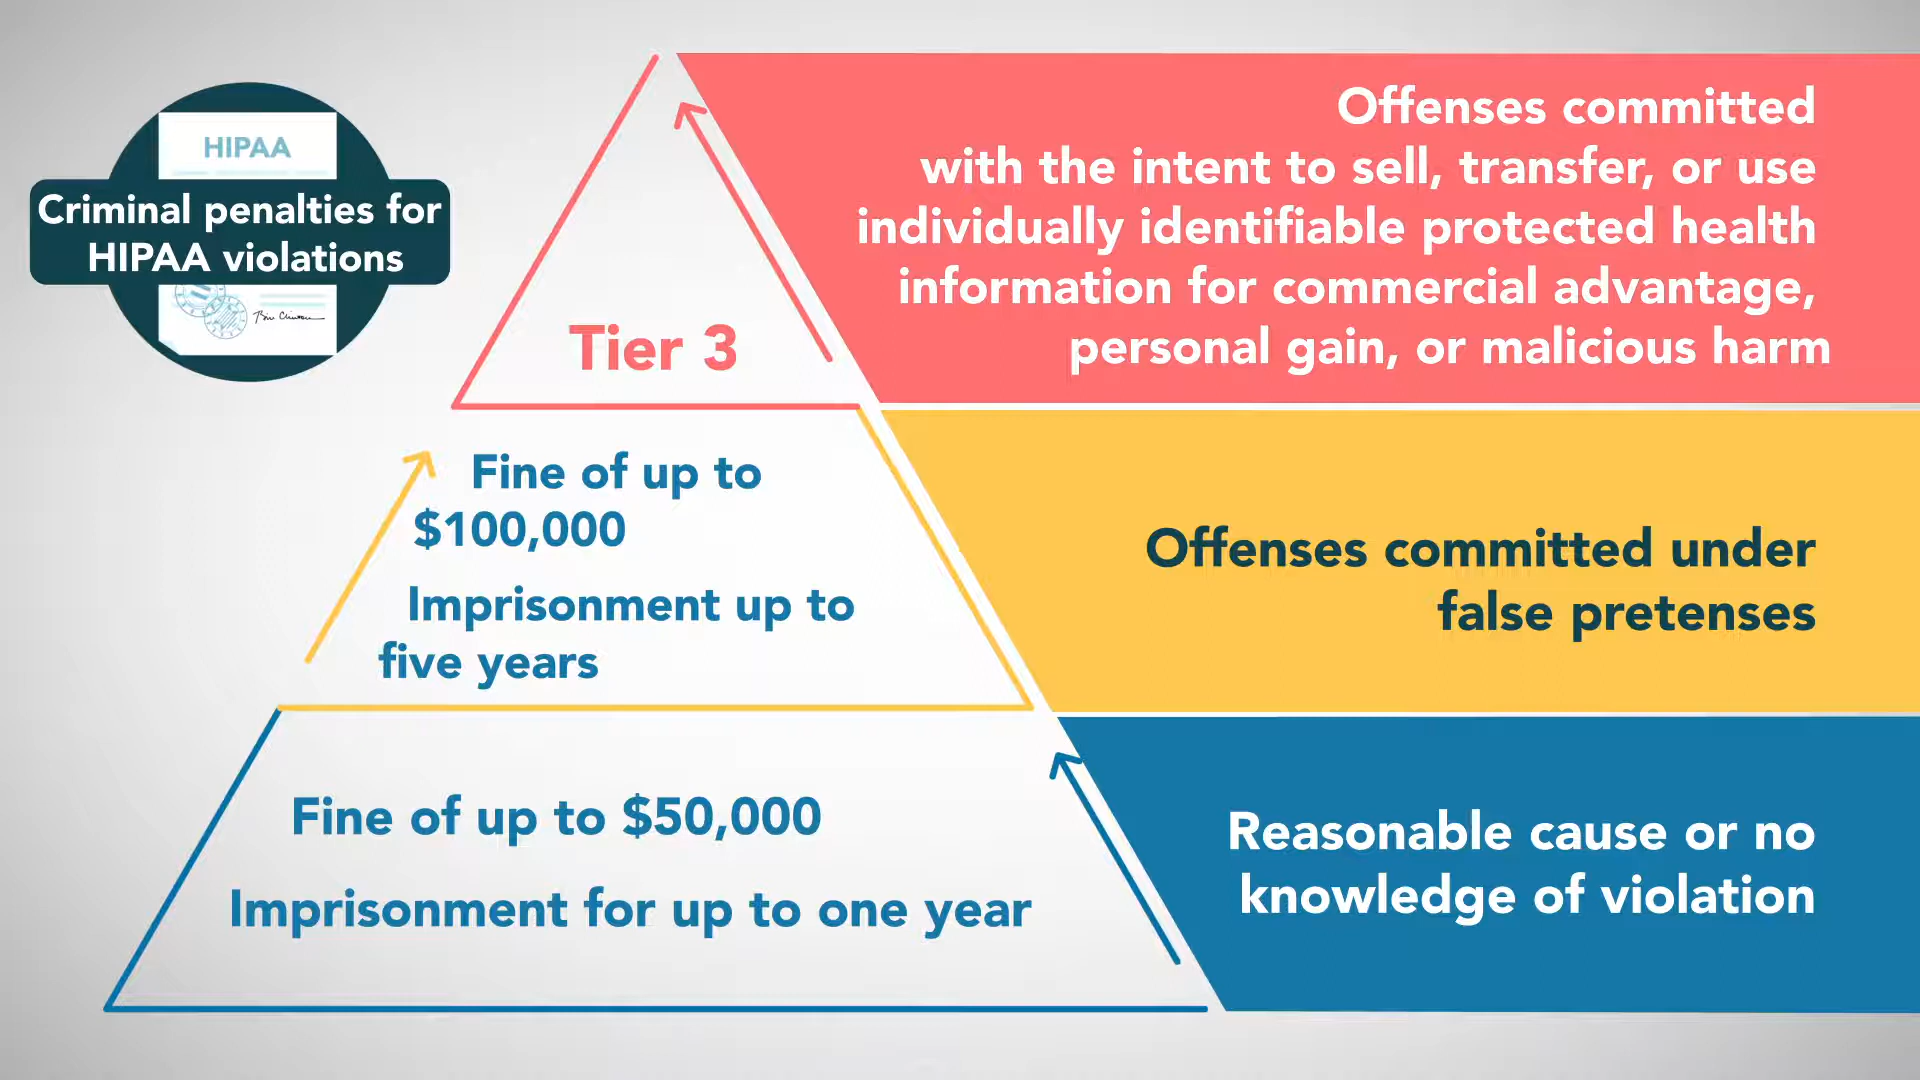 HIPAA
Criminal penalties for
HIPAA violations
Tier 3
Offenses committed
with the intent to sell, transfer, or use
individually identifiable protected health
information for commercial advantage,
personal gain, or malicious harm
Fine of up to
$100,000
Imprisonment up to
five years
Offenses committed under
false pretenses
Fine of up to $50,000
Imprisonment for up to one year
Reasonable cause or no
knowledge of violation